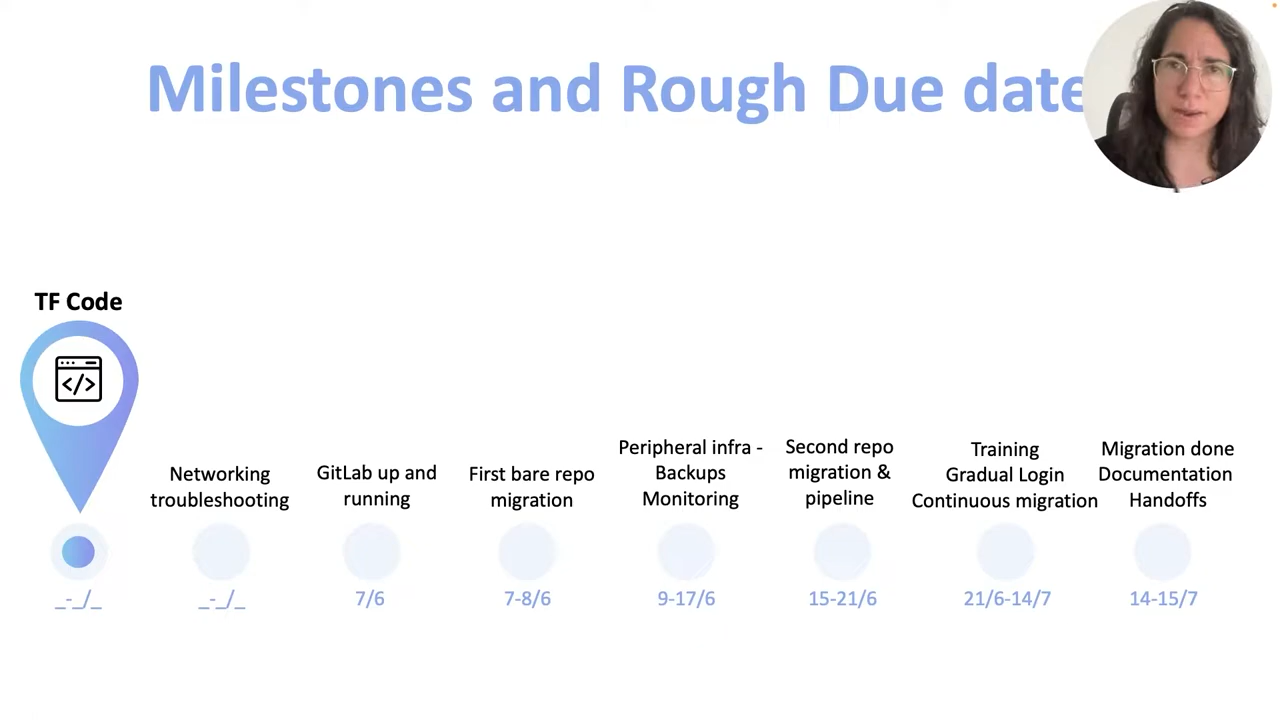 Milestones and Rough Due date
TF Code
</>
Networking
troubleshooting
_-_/_
_-_/_
GitLab up and
running
7/6
First bare repo
migration
7-8/6
Peripheral infra -
Backups
Monitoring
9-17/6
Second repo
migration &
pipeline
15-21/6
Training
Gradual Login
Continuous migration
21/6-14/7
Migration done
Documentation
Handoffs
14-15/7